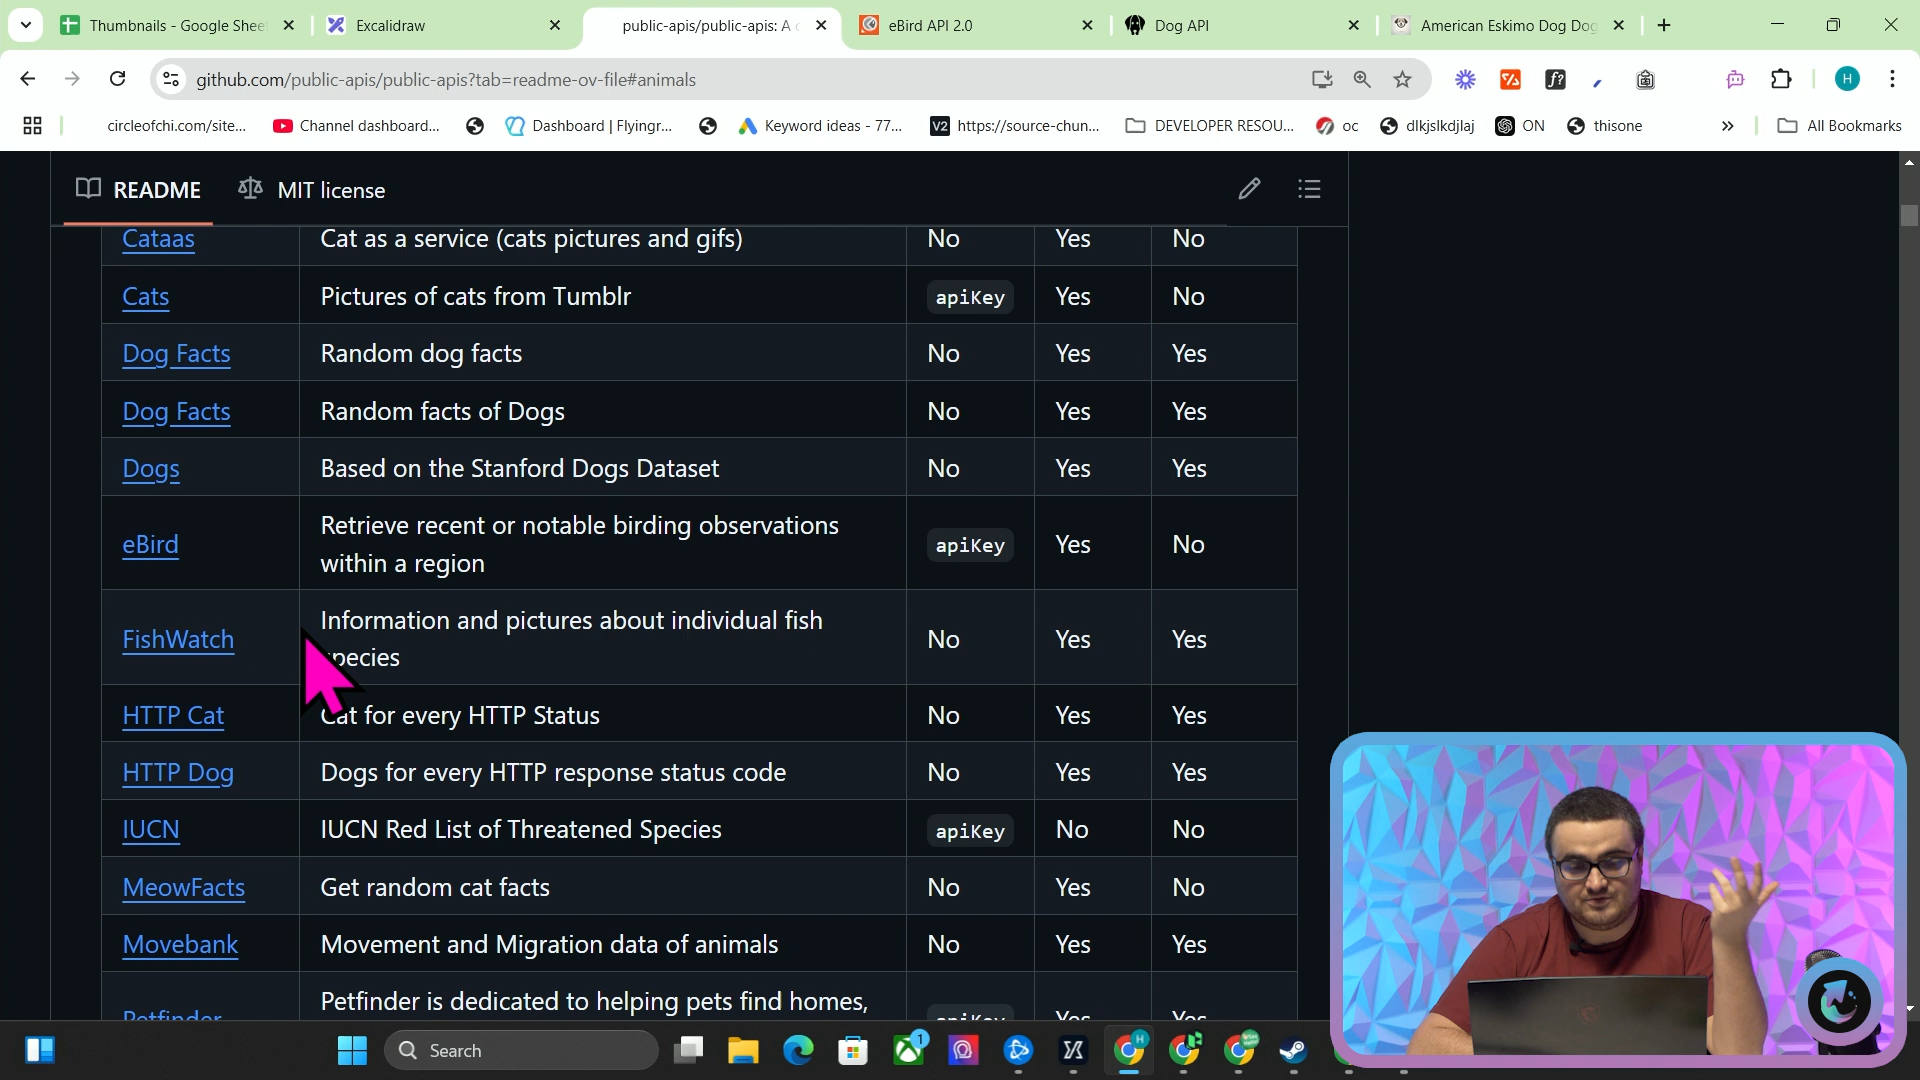 Thumbnails - Google Shee
Excalidraw
public-apis/public-apis: A c
eBird API 2.0
Dog API
American Eskimo Dog Dog
github.com/public-apis/public-apis?tab=readme-ov-file#animals
H
circleofchi.com/site...
Channel dashboard...
Dashboard | Flyingr...
Keyword ideas - 77...
V2 https://source-chun...
DEVELOPER RESOU...
oc
dlkjslkdjlaj
ON
thisone
All Bookmarks
README
MIT license
Cataas Cat as a service (cats pictures and gifs) No Yes No
Cats Pictures of cats from Tumblr apiKey Yes No
Dog Facts Random dog facts No Yes Yes
Dog Facts Random facts of Dogs No Yes Yes
Dogs Based on the Stanford Dogs Dataset No Yes Yes
Retrieve recent or notable birding observations
eBird apiKey Yes No
within a region
Information and pictures about individual fish
FishWatch No Yes Yes
pecies
HTTP Cat Cat for every HTTP Status No Yes Yes
HTTP Dog Dogs for every HTTP response status code No Yes Yes
IUCN IUCN Red List of Threatened Species apiKey No No
MeowFacts Get random cat facts No Yes No
Movebank Movement and Migration data of animals No Yes Yes
Petfinder is dedicated to helping pets find homes,
Petfinder apiKey Yes Yes
Search
1
H